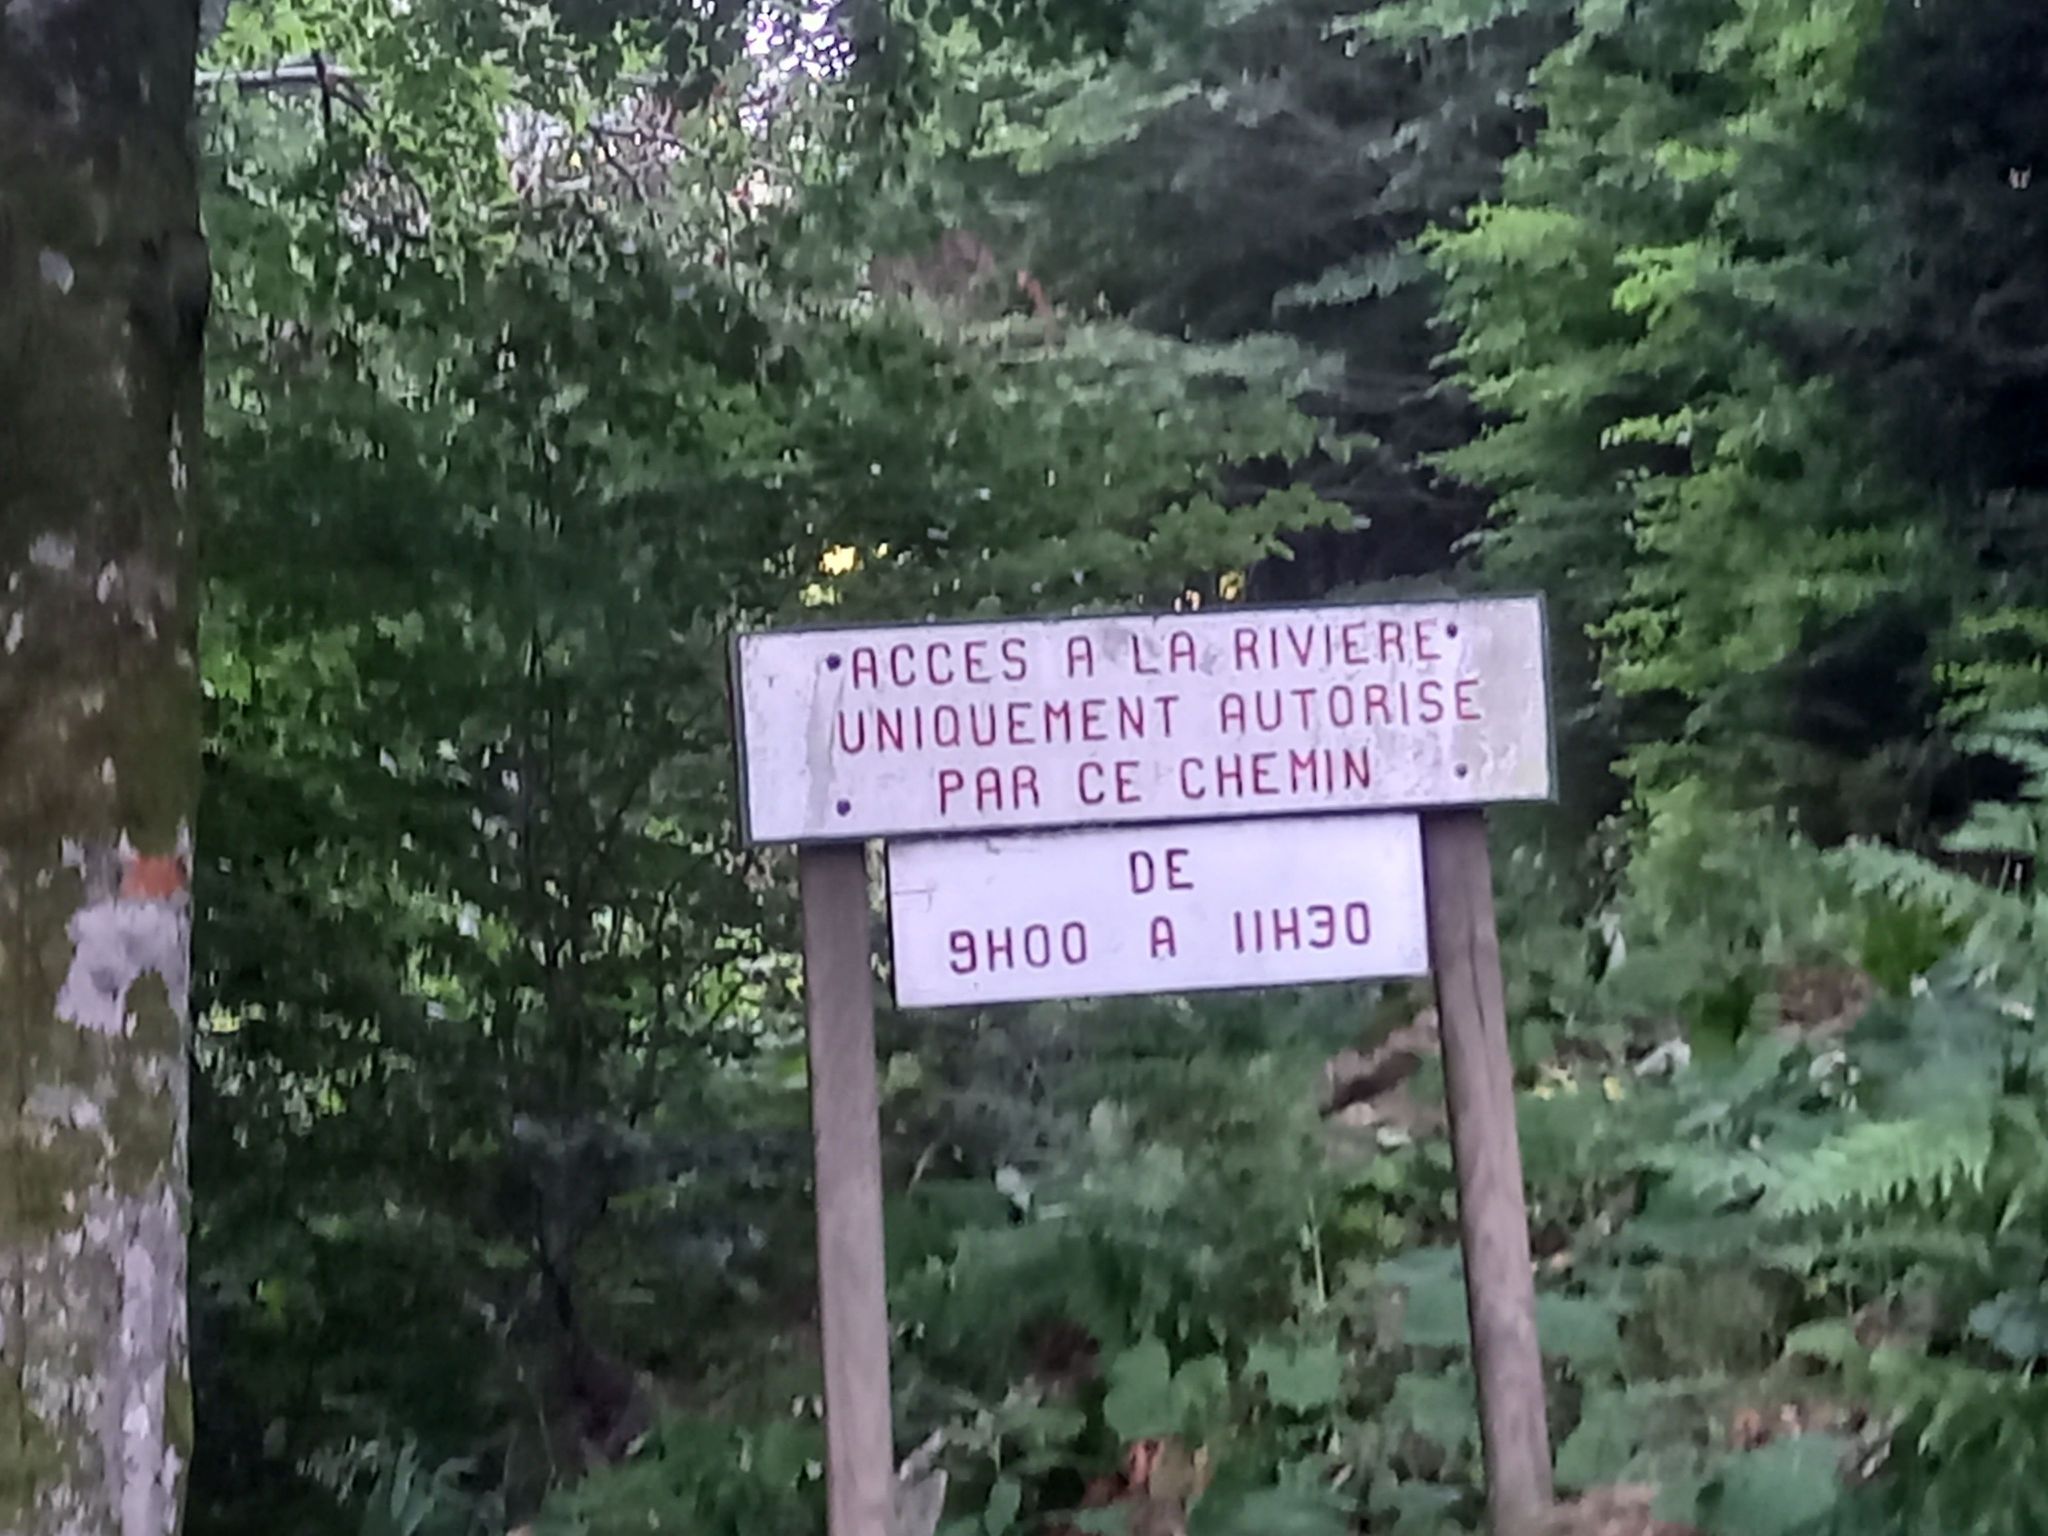 ACCES A LA RIVIERE
UNIQUEMENT AUTORISE
PAR CE CHEMIN
DE
9H00 A 11H30